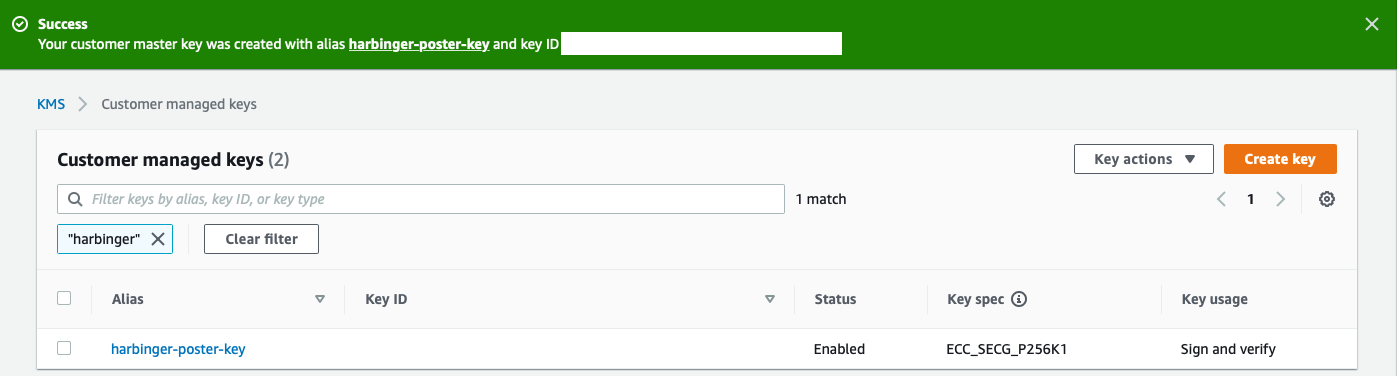 Success
Your customer master key was created with alias harbinger-poster-key and key ID
KMS > Customer managed keys
Customer managed keys (2)
Key actions ▼
Create key
Filter keys by alias, key ID, or key type
1 match
1
"harbinger"
Clear filter
Alias Key ID Status Key spec Key usage
harbinger-poster-key Enabled ECC_SECG_P256K1 Sign and verify